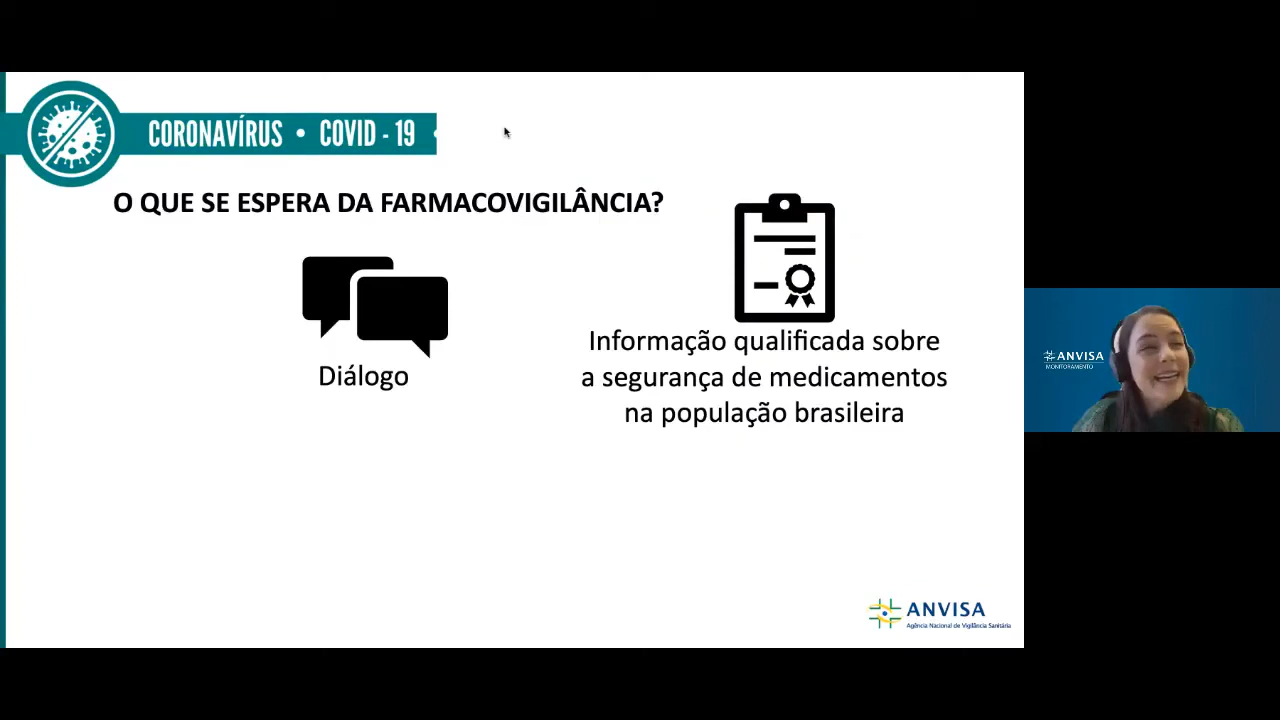 CORONAVÍRUS • COVID - 19
O QUE SE ESPERA DA FARMACOVIGILÂNCIA?
Diálogo
Informação qualificada sobre
a segurança de medicamentos
na população brasileira
ANVISA
MONITORAMENTO
ANVISA
Agência Nacional de Vigilância Sanitária